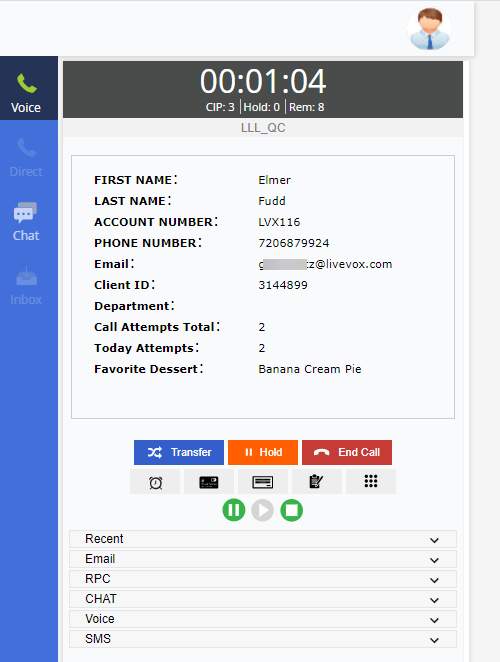 00:01:04
CIP: 3 | Hold: 0 | Rem: 8
LLL_QC
Voice
Direct
Chat
Inbox
FIRST NAME: Elmer
LAST NAME: Fudd
ACCOUNT NUMBER: LVX116
PHONE NUMBER: 7206879924
Email: @livevox.com
Client ID: 3144899
Department:
Call Attempts Total: 2
Today Attempts: 2
Favorite Dessert: Banana Cream Pie
Transfer Hold End Call
Recent
Email
RPC
CHAT
Voice
SMS